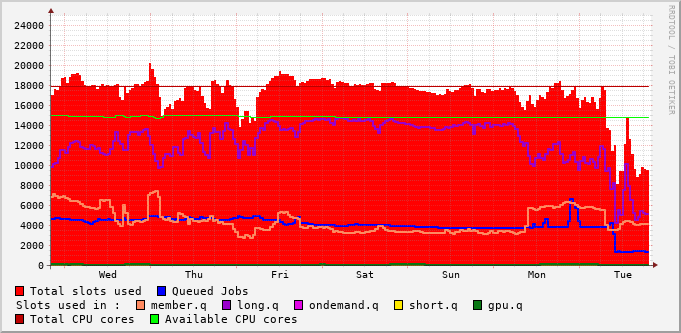 RRDTOOL / TOBI OETIKER
24000
22000
20000
18000
16000
14000
12000
10000
8000
6000
4000
2000
0
Wed Thu Fri Sat Sun Mon Tue
Total slots used Queued Jobs
Slots used in : member.q long.q ondemand.q short.q gpu.q
Total CPU cores Available CPU cores